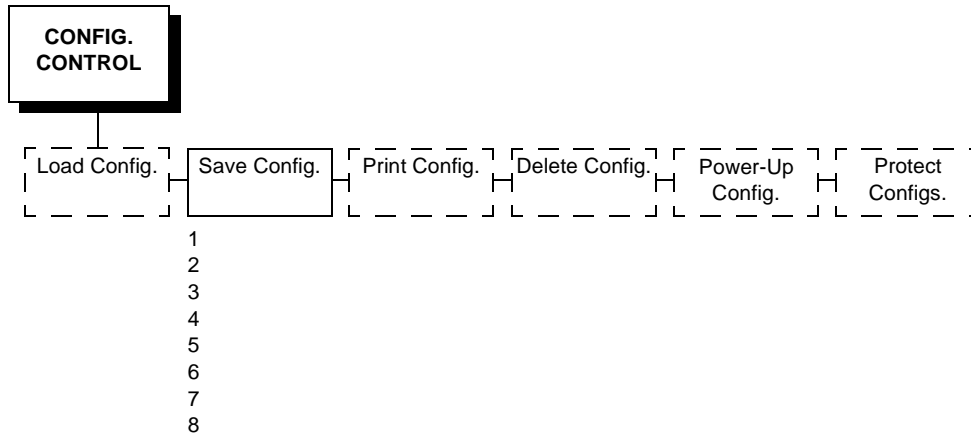 CONFIG.
CONTROL
Load Config.
Save Config.
Print Config.
Delete Config.
Power-Up
Config.
Protect
Configs.
1
2
3
4
5
6
7
8